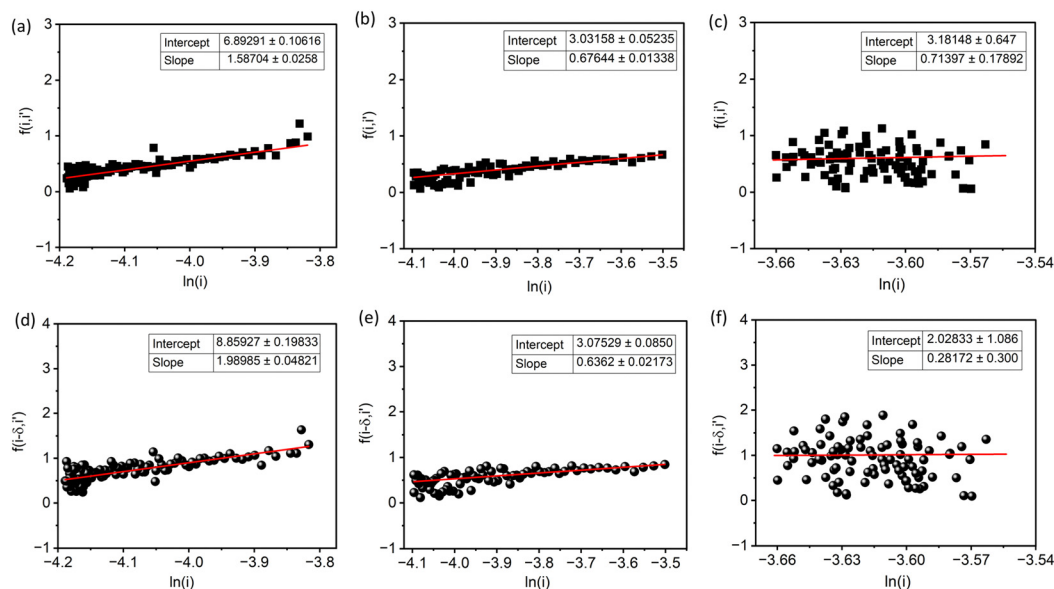 (a)
Intercept 6.89291 ± 0.10616
Slope 1.58704 ± 0.0258
f(i,i')
3
2
1
0
−1
−4.2 −4.1 −4.0 −3.9 −3.8
ln(i)
(b)
Intercept 3.03158 ± 0.05235
Slope 0.67644 ± 0.01338
f(i,i')
3
2
1
0
−1
−4.1 −4.0 −3.9 −3.8 −3.7 −3.6 −3.5
ln(i)
(c)
Intercept 3.18148 ± 0.647
Slope 0.71397 ± 0.17892
f(i,i')
3
2
1
0
−1
−3.66 −3.63 −3.60 −3.57 −3.54
ln(i)
(d)
Intercept 8.85927 ± 0.19833
Slope 1.98985 ± 0.04821
f(i-δ,i')
4
3
2
1
0
−1
−4.2 −4.1 −4.0 −3.9 −3.8
ln(i)
(e)
Intercept 3.07529 ± 0.0850
Slope 0.6362 ± 0.02173
f(i-δ,i')
4
3
2
1
0
−1
−4.1 −4.0 −3.9 −3.8 −3.7 −3.6 −3.5
ln(i)
(f)
Intercept 2.02833 ± 1.086
Slope 0.28172 ± 0.300
f(i-δ,i')
4
3
2
1
0
−1
−3.66 −3.63 −3.60 −3.57 −3.54
ln(i)